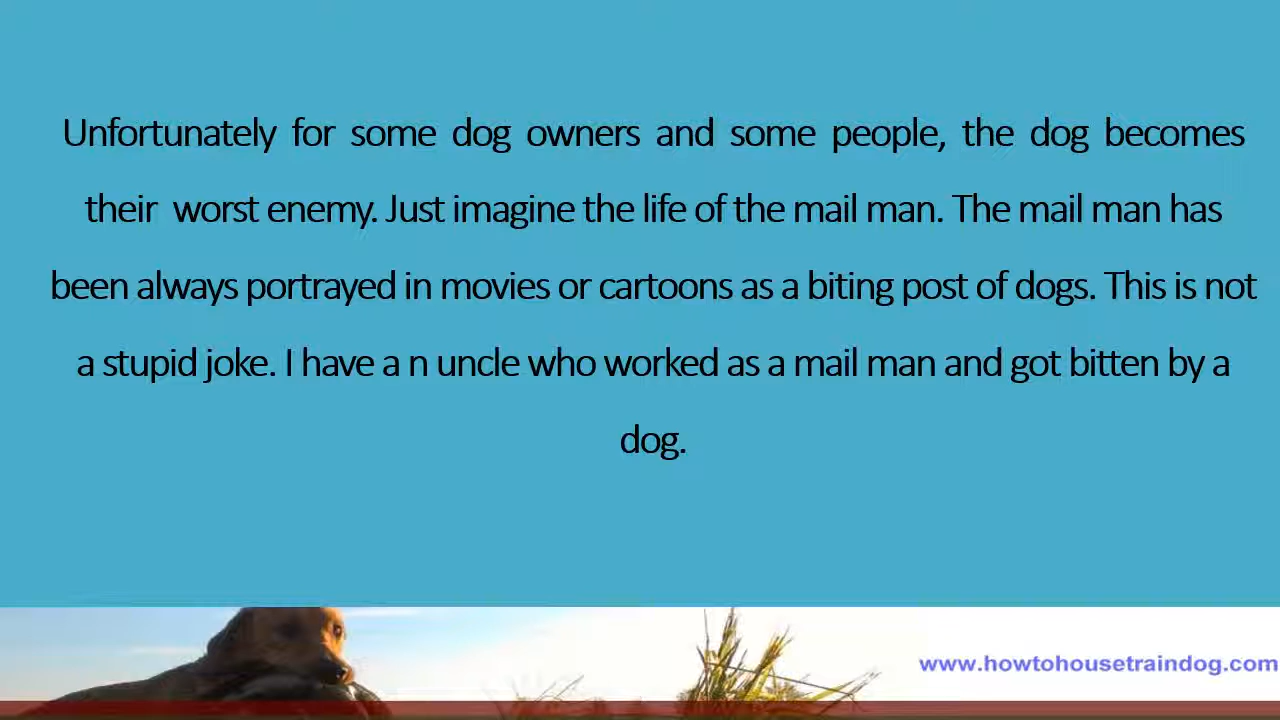 Unfortunately for some dog owners and some people, the dog becomes
their worst enemy. Just imagine the life of the mail man. The mail man has
been always portrayed in movies or cartoons as a biting post of dogs. This is not
a stupid joke. I have a n uncle who worked as a mail man and got bitten by a
dog.
www.howtohousetraindog.com